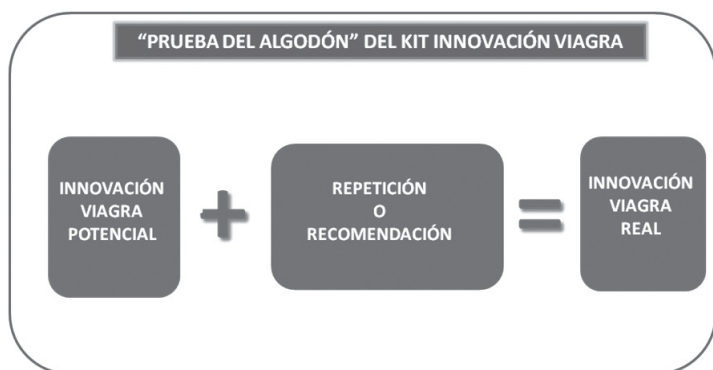 “PRUEBA DEL ALGODÓN” DEL KIT INNOVACIÓN VIAGRA
INNOVACIÓN
VIAGRA
POTENCIAL
+
REPETICIÓN
O
RECOMENDACIÓN
=
INNOVACIÓN
VIAGRA
REAL